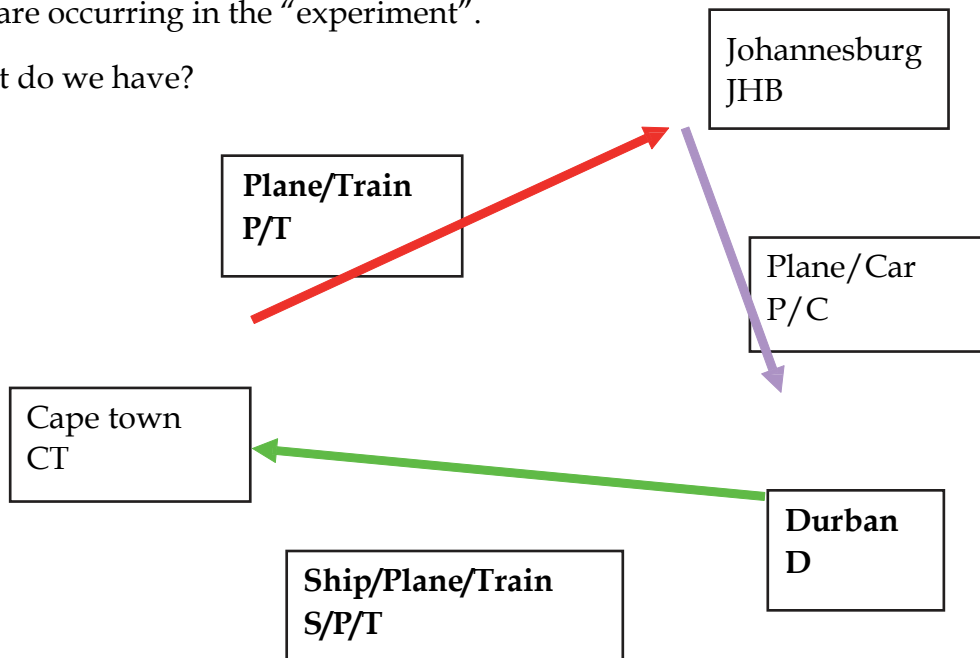 are occurring in the “experiment”.
t do we have?
Johannesburg
JHB
Plane/Train
P/T
Plane/Car
P/C
Cape town
CT
Durban
D
Ship/Plane/Train
S/P/T